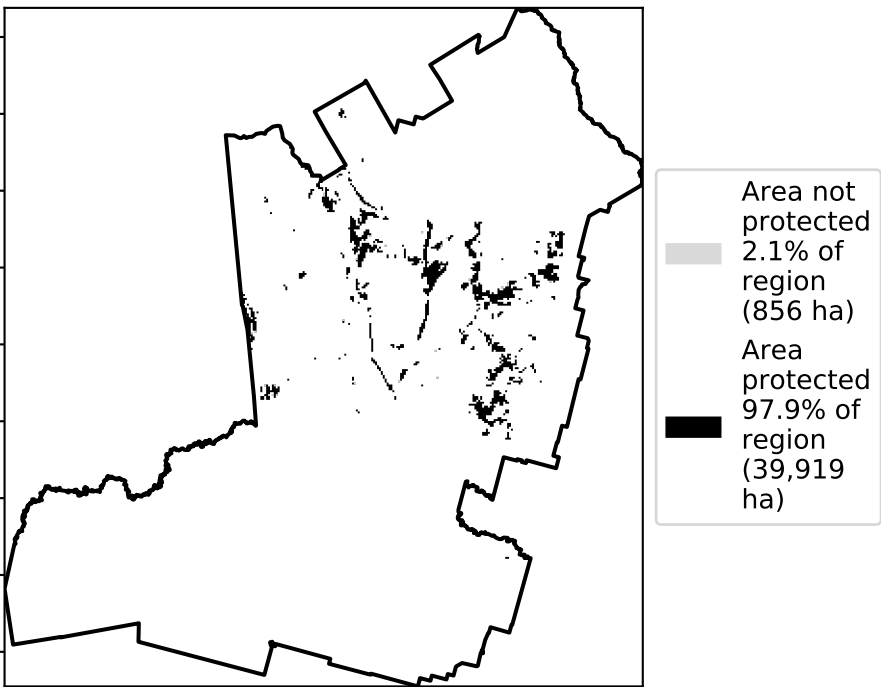 Area not
protected
2.1% of
region
(856 ha)
Area
protected
97.9% of
region
(39,919
ha)